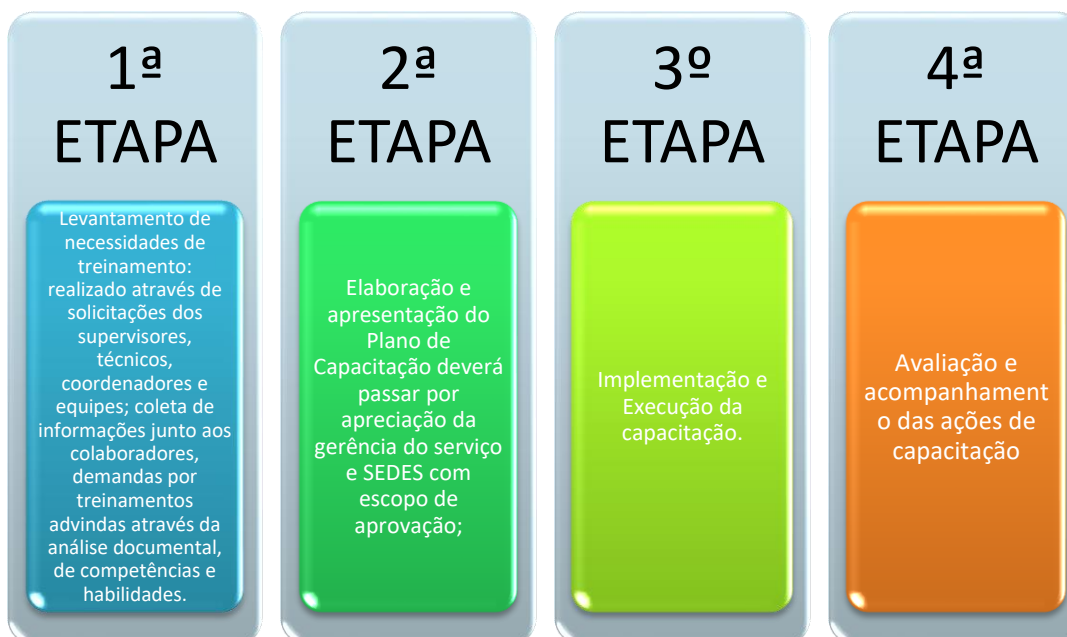 1ª
ETAPA
Levantamento de
necessidades de
treinamento:
realizado através de
solicitações dos
supervisores,
técnicos,
coordenadores e
equipes; coleta de
informações junto aos
colaboradores,
demandas por
treinamentos
advindas através da
análise documental,
de competências e
habilidades.
2ª
ETAPA
Elaboração e
apresentação do
Plano de
Capacitação deverá
passar por
apreciação da
gerência do serviço
e SEDES com
escopo de
aprovação;
3º
ETAPA
Implementação e
Execução da
capacitação.
4ª
ETAPA
Avaliação e
acompanhament
o das ações de
capacitação